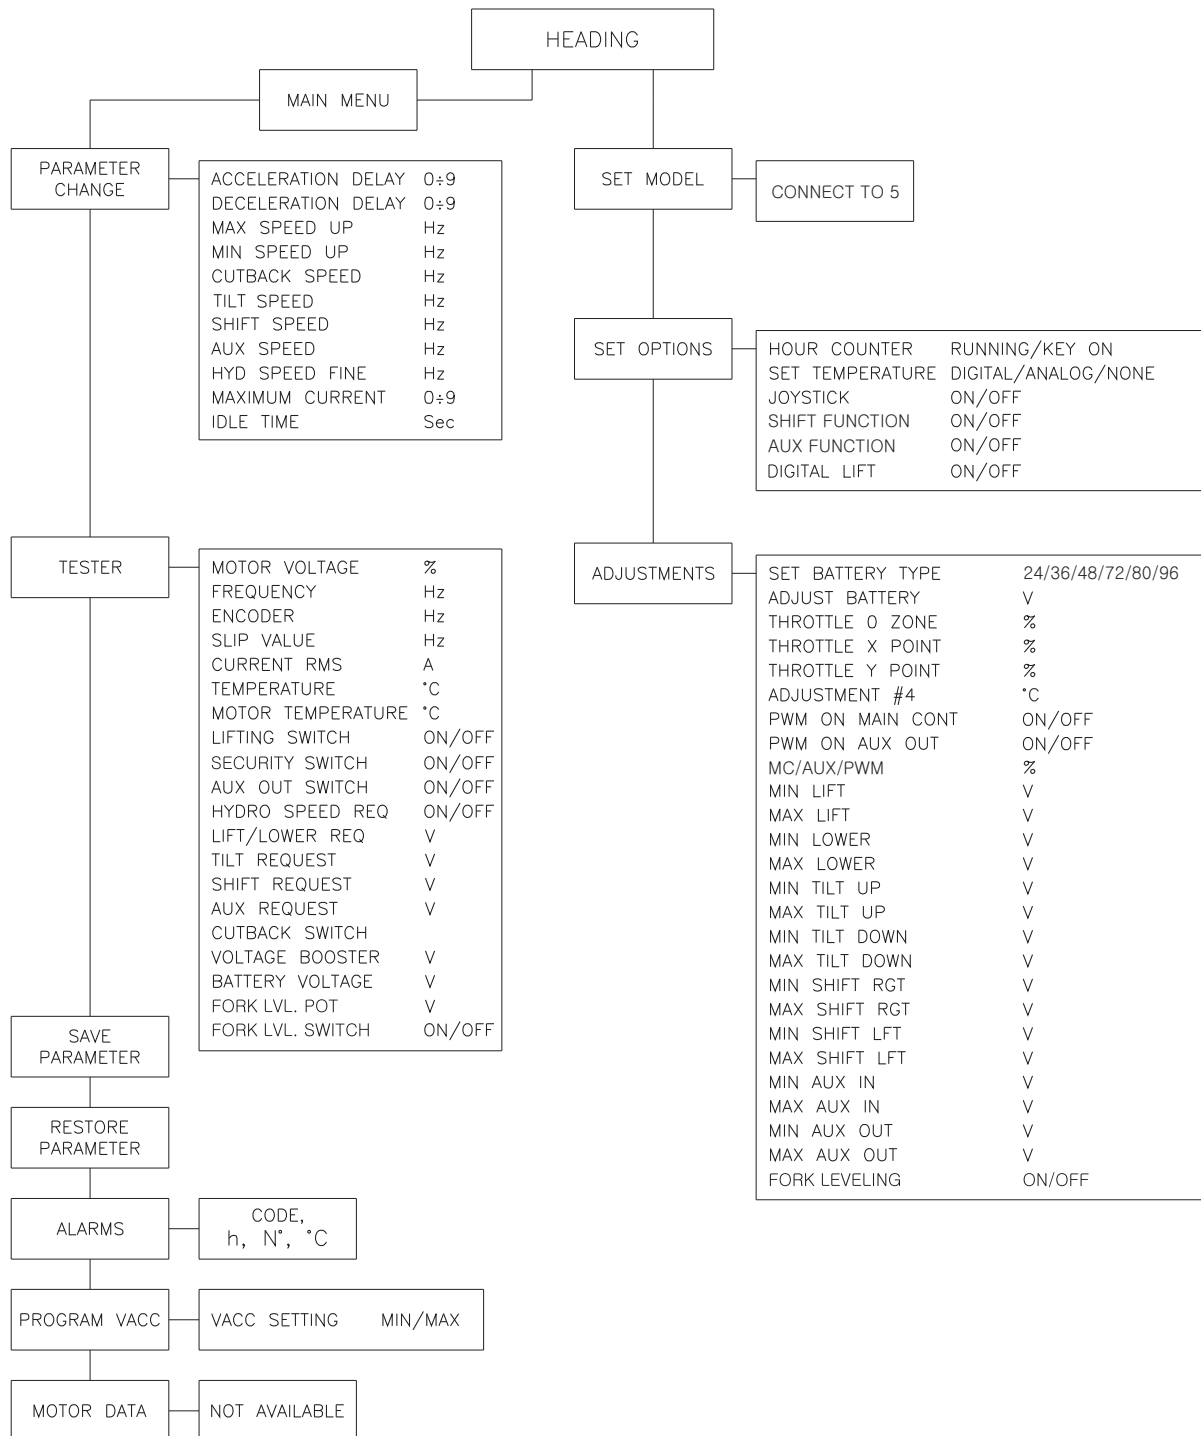 HEADING
MAIN MENU
PARAMETER
CHANGE
ACCELERATION DELAY 0÷9
DECELERATION DELAY 0÷9
MAX SPEED UP Hz
MIN SPEED UP Hz
CUTBACK SPEED Hz
TILT SPEED Hz
SHIFT SPEED Hz
AUX SPEED Hz
HYD SPEED FINE Hz
MAXIMUM CURRENT 0÷9
IDLE TIME Sec
TESTER
MOTOR VOLTAGE %
FREQUENCY Hz
ENCODER Hz
SLIP VALUE Hz
CURRENT RMS A
TEMPERATURE °C
MOTOR TEMPERATURE °C
LIFTING SWITCH ON/OFF
SECURITY SWITCH ON/OFF
AUX OUT SWITCH ON/OFF
HYDRO SPEED REQ ON/OFF
LIFT/LOWER REQ V
TILT REQUEST V
SHIFT REQUEST V
AUX REQUEST V
CUTBACK SWITCH
VOLTAGE BOOSTER V
BATTERY VOLTAGE V
FORK LVL. POT V
FORK LVL. SWITCH ON/OFF
SAVE
PARAMETER
RESTORE
PARAMETER
ALARMS
CODE,
h, N°, °C
PROGRAM VACC
VACC SETTING MIN/MAX
MOTOR DATA
NOT AVAILABLE
SET MODEL
CONNECT TO 5
SET OPTIONS
HOUR COUNTER RUNNING/KEY ON
SET TEMPERATURE DIGITAL/ANALOG/NONE
JOYSTICK ON/OFF
SHIFT FUNCTION ON/OFF
AUX FUNCTION ON/OFF
DIGITAL LIFT ON/OFF
ADJUSTMENTS
SET BATTERY TYPE 24/36/48/72/80/96
ADJUST BATTERY V
THROTTLE 0 ZONE %
THROTTLE X POINT %
THROTTLE Y POINT %
ADJUSTMENT #4 °C
PWM ON MAIN CONT ON/OFF
PWM ON AUX OUT ON/OFF
MC/AUX/PWM %
MIN LIFT V
MAX LIFT V
MIN LOWER V
MAX LOWER V
MIN TILT UP V
MAX TILT UP V
MIN TILT DOWN V
MAX TILT DOWN V
MIN SHIFT RGT V
MAX SHIFT RGT V
MIN SHIFT LFT V
MAX SHIFT LFT V
MIN AUX IN V
MAX AUX IN V
MIN AUX OUT V
MAX AUX OUT V
FORK LEVELING ON/OFF